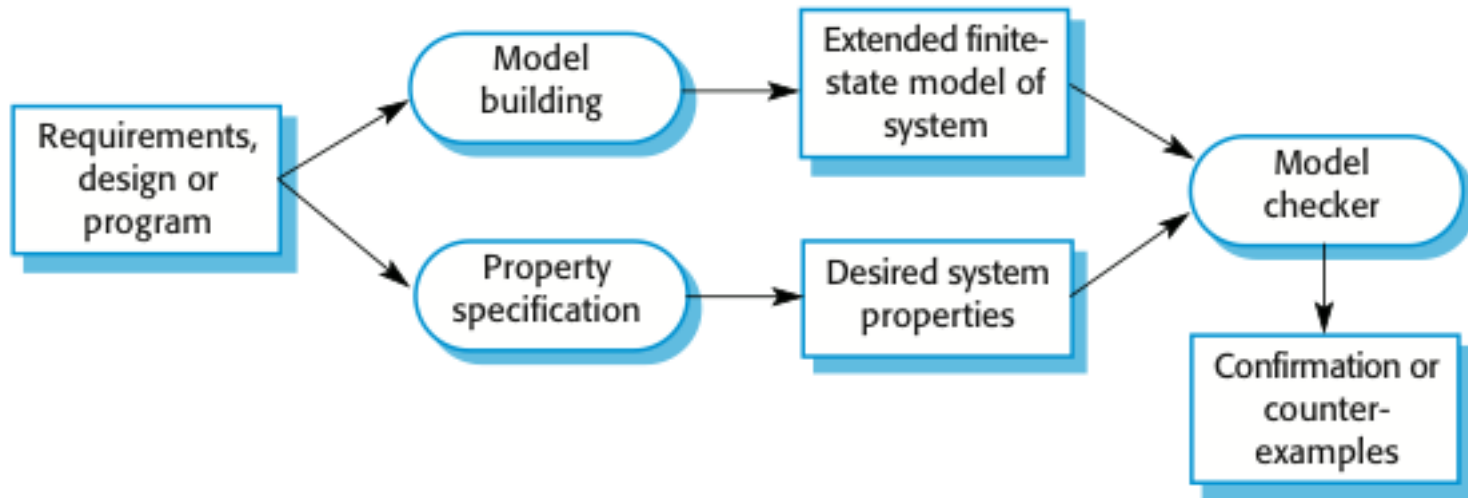 Requirements,
design or
program
Model
building
Extended finite-
state model of
system
Property
specification
Desired system
properties
Model
checker
Confirmation or
counter-
examples